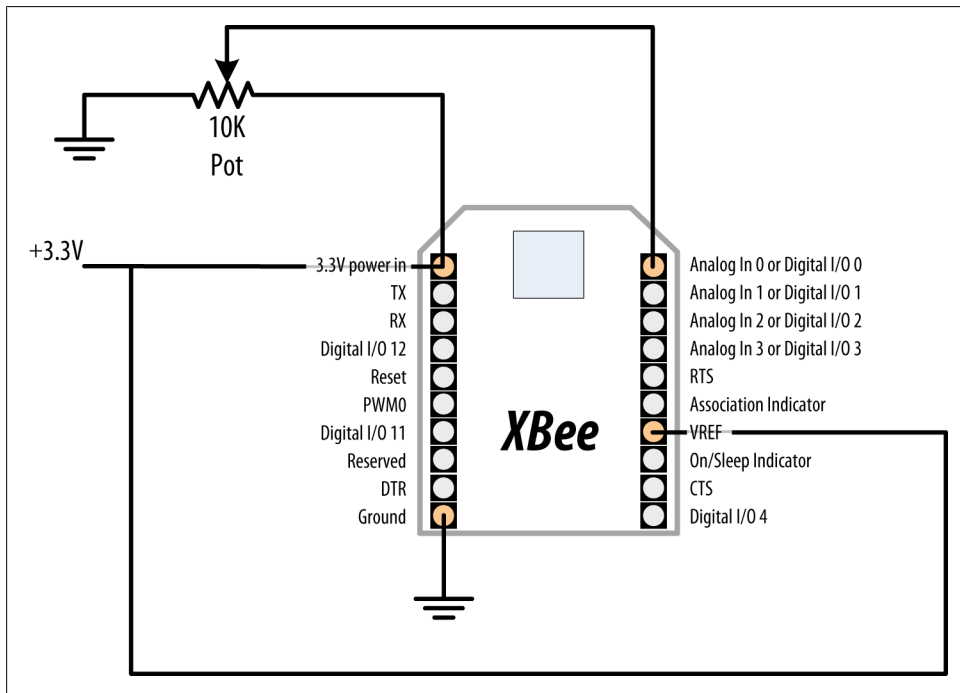 10K
Pot
+3.3V
3.3V power in
TX
RX
Digital I/O 12
Reset
PWM0
Digital I/O 11
Reserved
DTR
Ground
XBee
Analog In 0 or Digital I/O 0
Analog In 1 or Digital I/O 1
Analog In 2 or Digital I/O 2
Analog In 3 or Digital I/O 3
RTS
Association Indicator
VREF
On/Sleep Indicator
CTS
Digital I/O 4